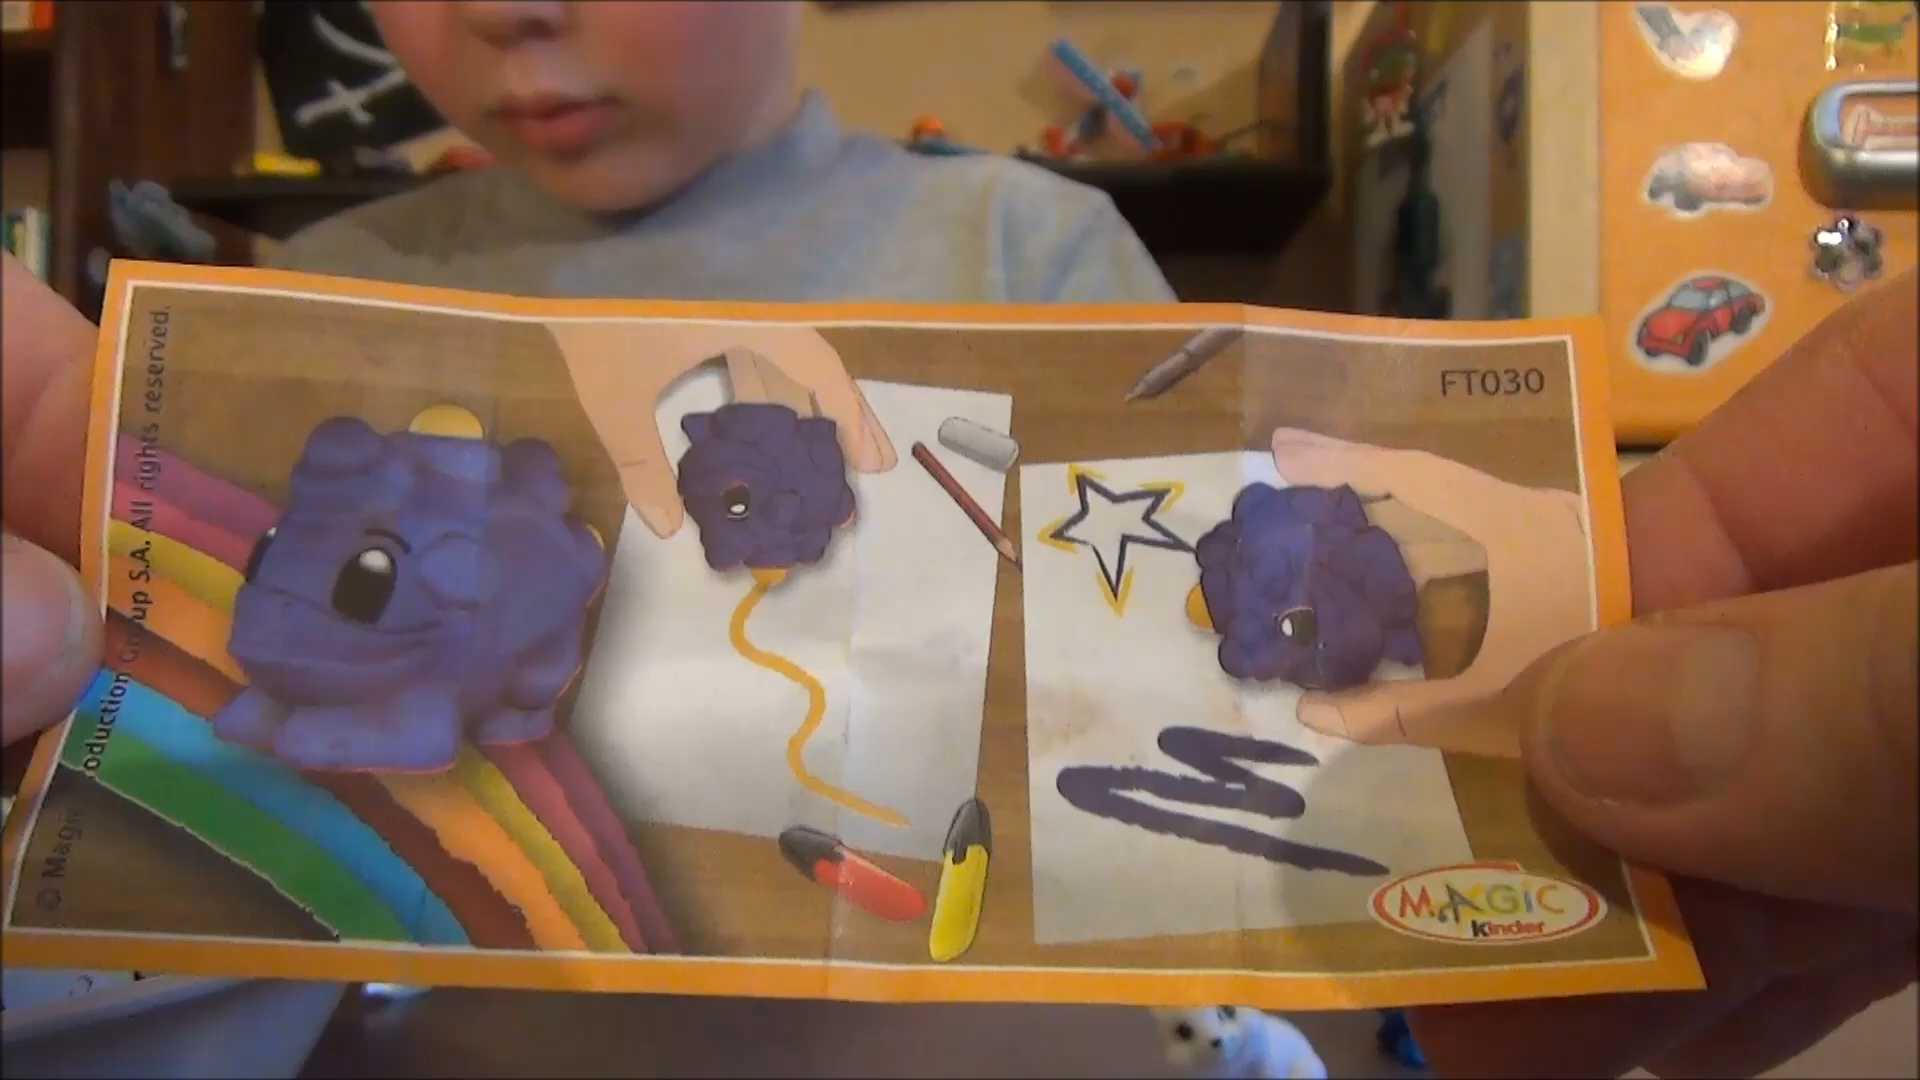 © Magic Production Group S.A. All rights reserved.
FT030
MAGIC
Kinder